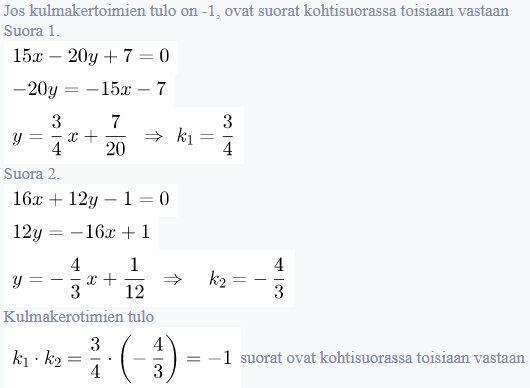 Jos kulmakertoimien tulo on -1, ovat suorat kohtisuorassa toisiaan vastaan
Suora 1.
15x − 20y + 7 = 0
−20y = −15x − 7
y = 3/4 x + 7/20 ⇒ k₁ = 3/4
Suora 2.
16x + 12y − 1 = 0
12y = −16x + 1
y = − 4/3 x + 1/12 ⇒ k₂ = − 4/3
Kulmakerotimien tulo
k₁ · k₂ = 3/4 · (− 4/3) = −1 suorat ovat kohtisuorassa toisiaan vastaan